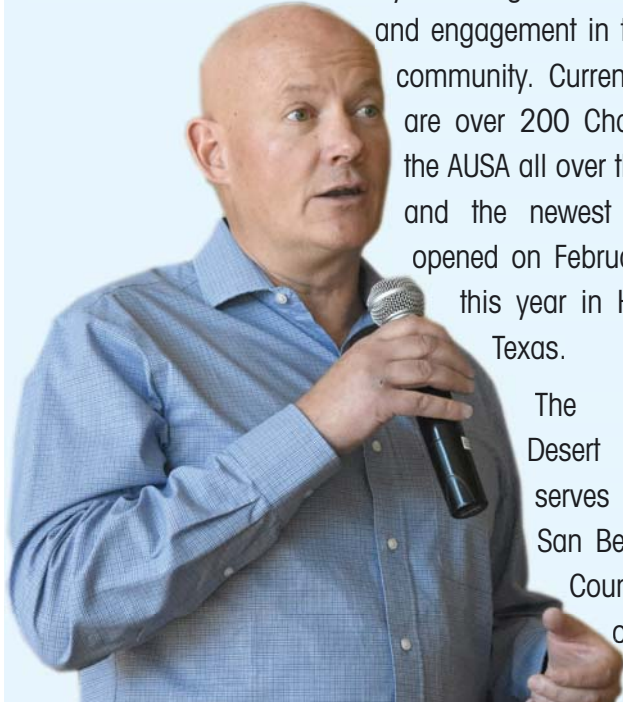 and engagement in
community.
are over 200
the AUSA all over
and the newest
opened on
this year in
Texas.
The
Desert
serves
San